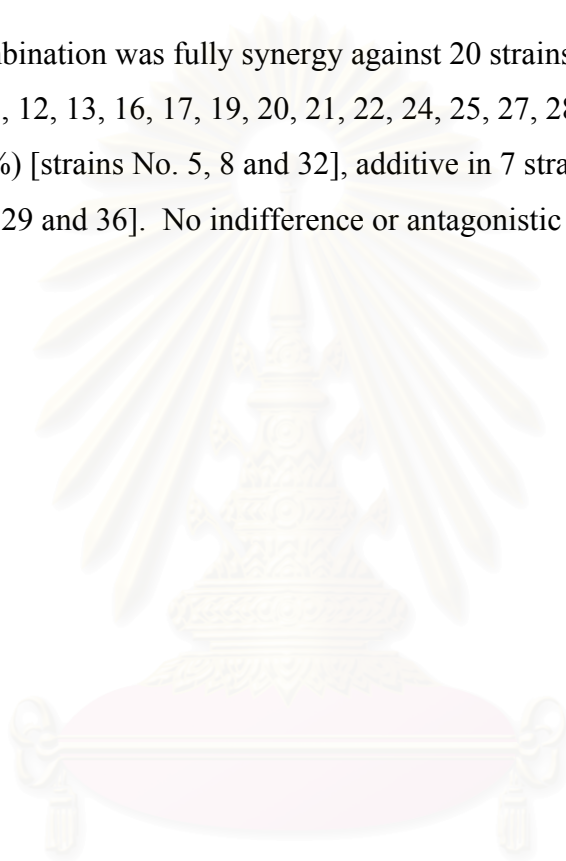 bination was fully synergy against 20 strains
, 12, 13, 16, 17, 19, 20, 21, 22, 24, 25, 27, 28
%) [strains No. 5, 8 and 32], additive in 7 stra
29 and 36]. No indifference or antagonistic